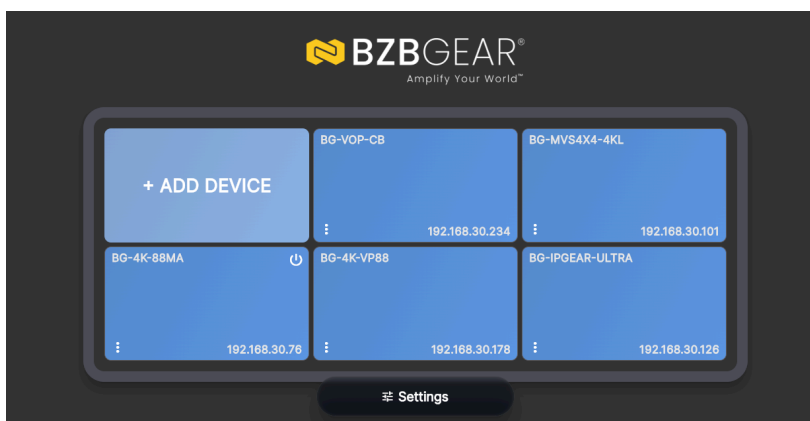 BZBGEAR®
Amplify Your World™
+ ADD DEVICE
BG-VOP-CB
192.168.30.234
BG-MVS4X4-4KL
192.168.30.101
BG-4K-88MA
192.168.30.76
BG-4K-VP88
192.168.30.178
BG-IPGEAR-ULTRA
192.168.30.126
Settings